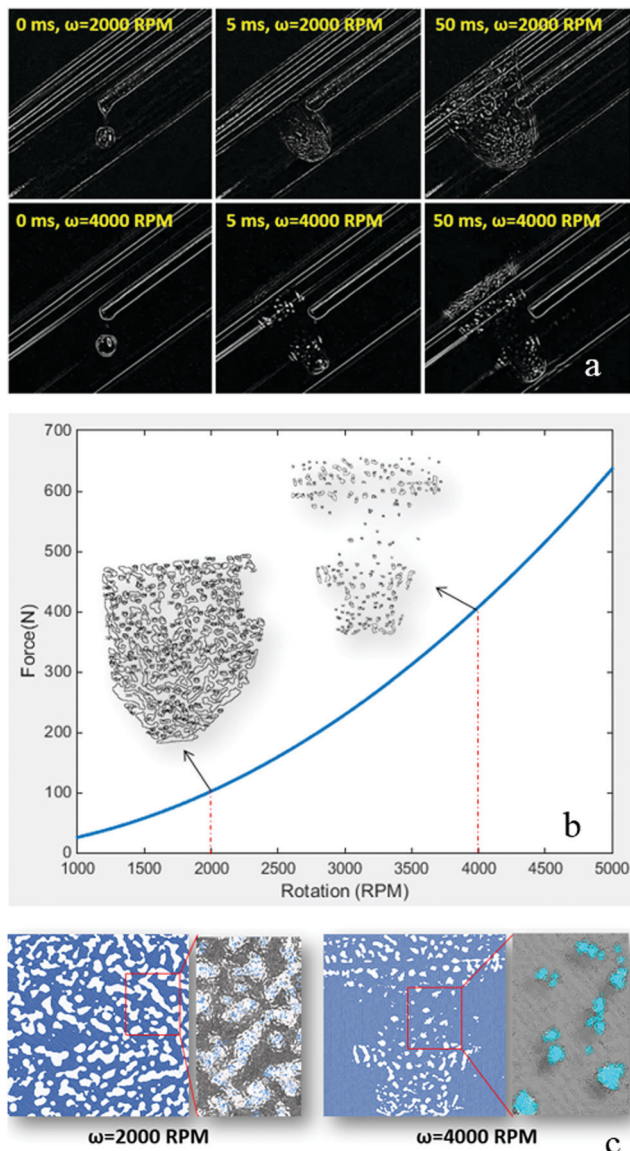 0 ms, ω=2000 RPM 5 ms, ω=2000 RPM 50 ms, ω=2000 RPM
0 ms, ω=4000 RPM 5 ms, ω=4000 RPM 50 ms, ω=4000 RPM
a
700
600
500
400
300
200
100
0
Force(N)
1000 1500 2000 2500 3000 3500 4000 4500 5000
Rotation (RPM)
b
ω=2000 RPM ω=4000 RPM
c